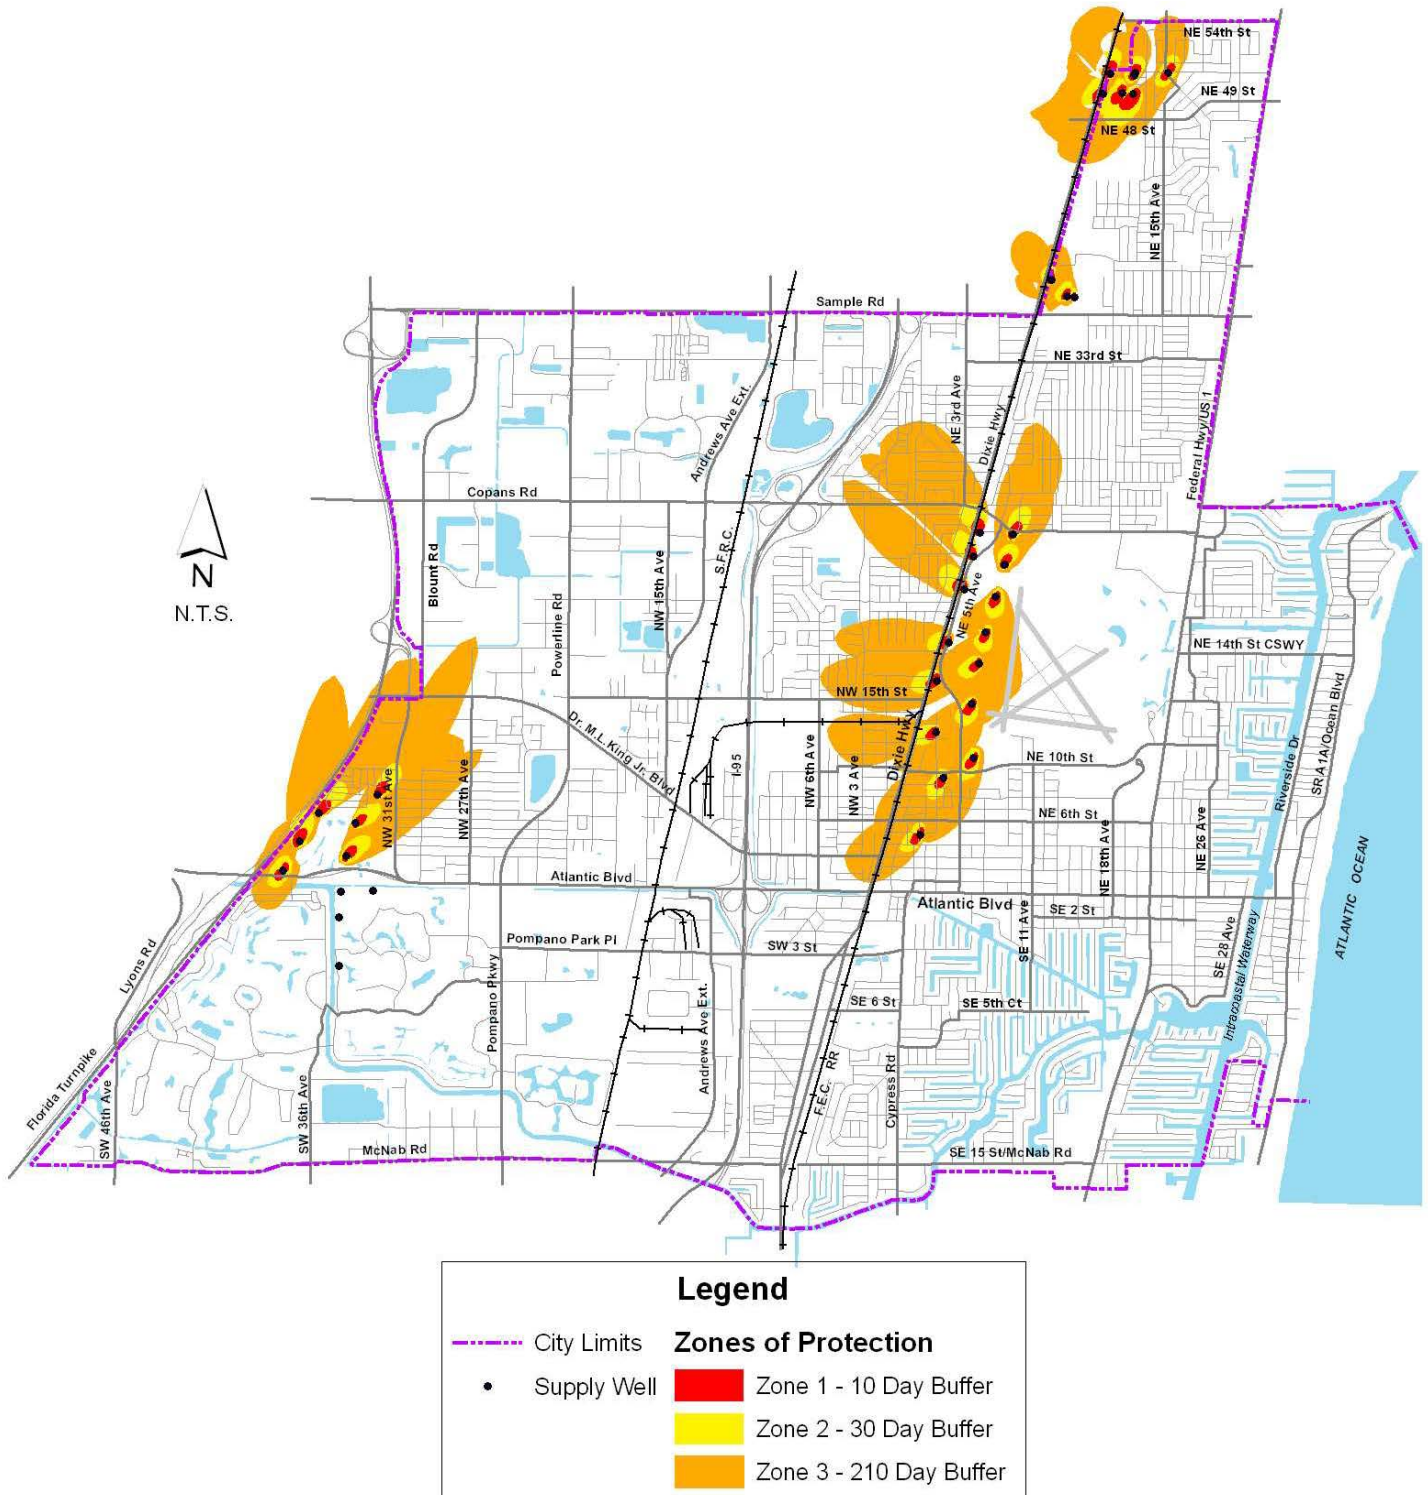 NE 54th St
NE 49 St
NE 48 St
NE 15th Ave
Sample Rd
NE 33rd St
NE 3rd Ave
Dixie Hwy
Andrews Ave Ext.
Federal Hwy/US 1
Copans Rd
N
N.T.S.
Blount Rd
S.F.R.C.
NW 15th Ave
Powerline Rd
NE 5th Ave
NE 14th St CSWY
NW 15th St
SRA1A/Ocean Blvd
Dr. M.L.King Jr. Blvd
Dixie Hwy
Riverside Dr
I-95
NE 10th St
NW 6th Ave
NW 3 Ave
NW 31st Ave
NW 27th Ave
NE 6th St
NE 18th Ave
NE 26 Ave
ATLANTIC OCEAN
Atlantic Blvd
Atlantic Blvd
SE 2 St
SE 11 Ave
SE 28 Ave
Intracoastal Waterway
Lyons Rd
Pompano Park Pl
SW 3 St
Pompano Pkwy
Andrews Ave Ext.
SE 6 St
SE 5th Ct
Florida Turnpike
SW 46th Ave
SW 36th Ave
F.E.C. RR
Cypress Rd
McNab Rd
SE 15 St/McNab Rd
Legend
City Limits
Supply Well
Zones of Protection
Zone 1 - 10 Day Buffer
Zone 2 - 30 Day Buffer
Zone 3 - 210 Day Buffer